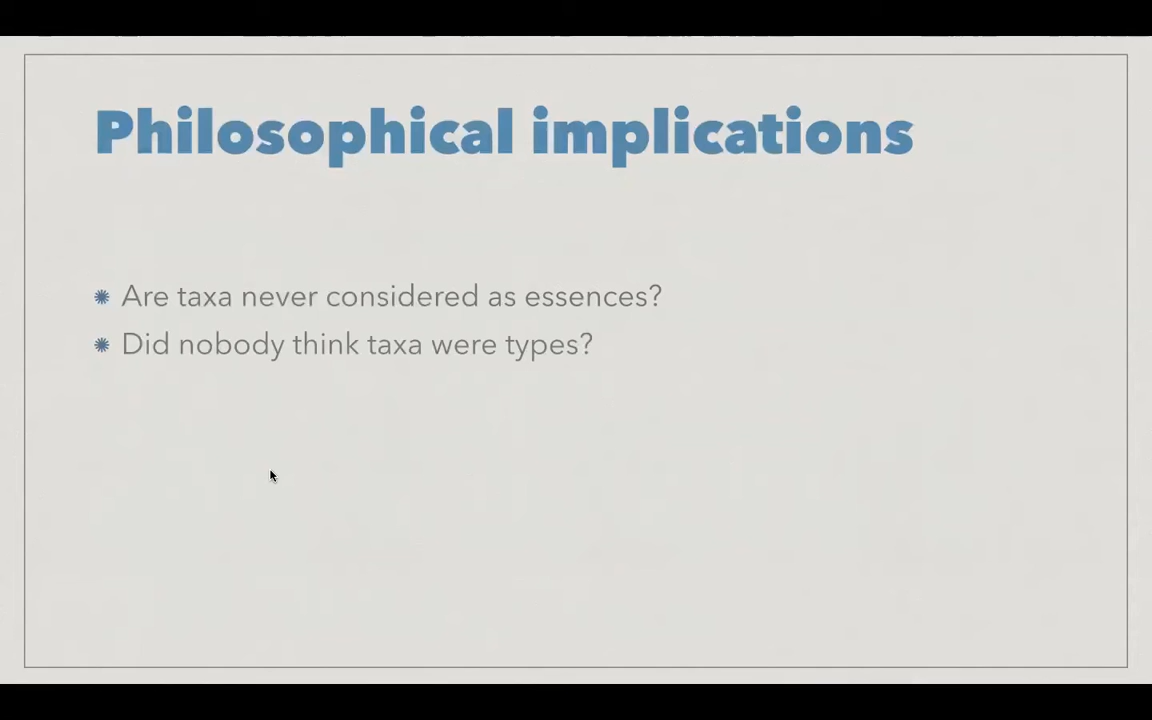 Philosophical implications
Are taxa never considered as essences?
Did nobody think taxa were types?